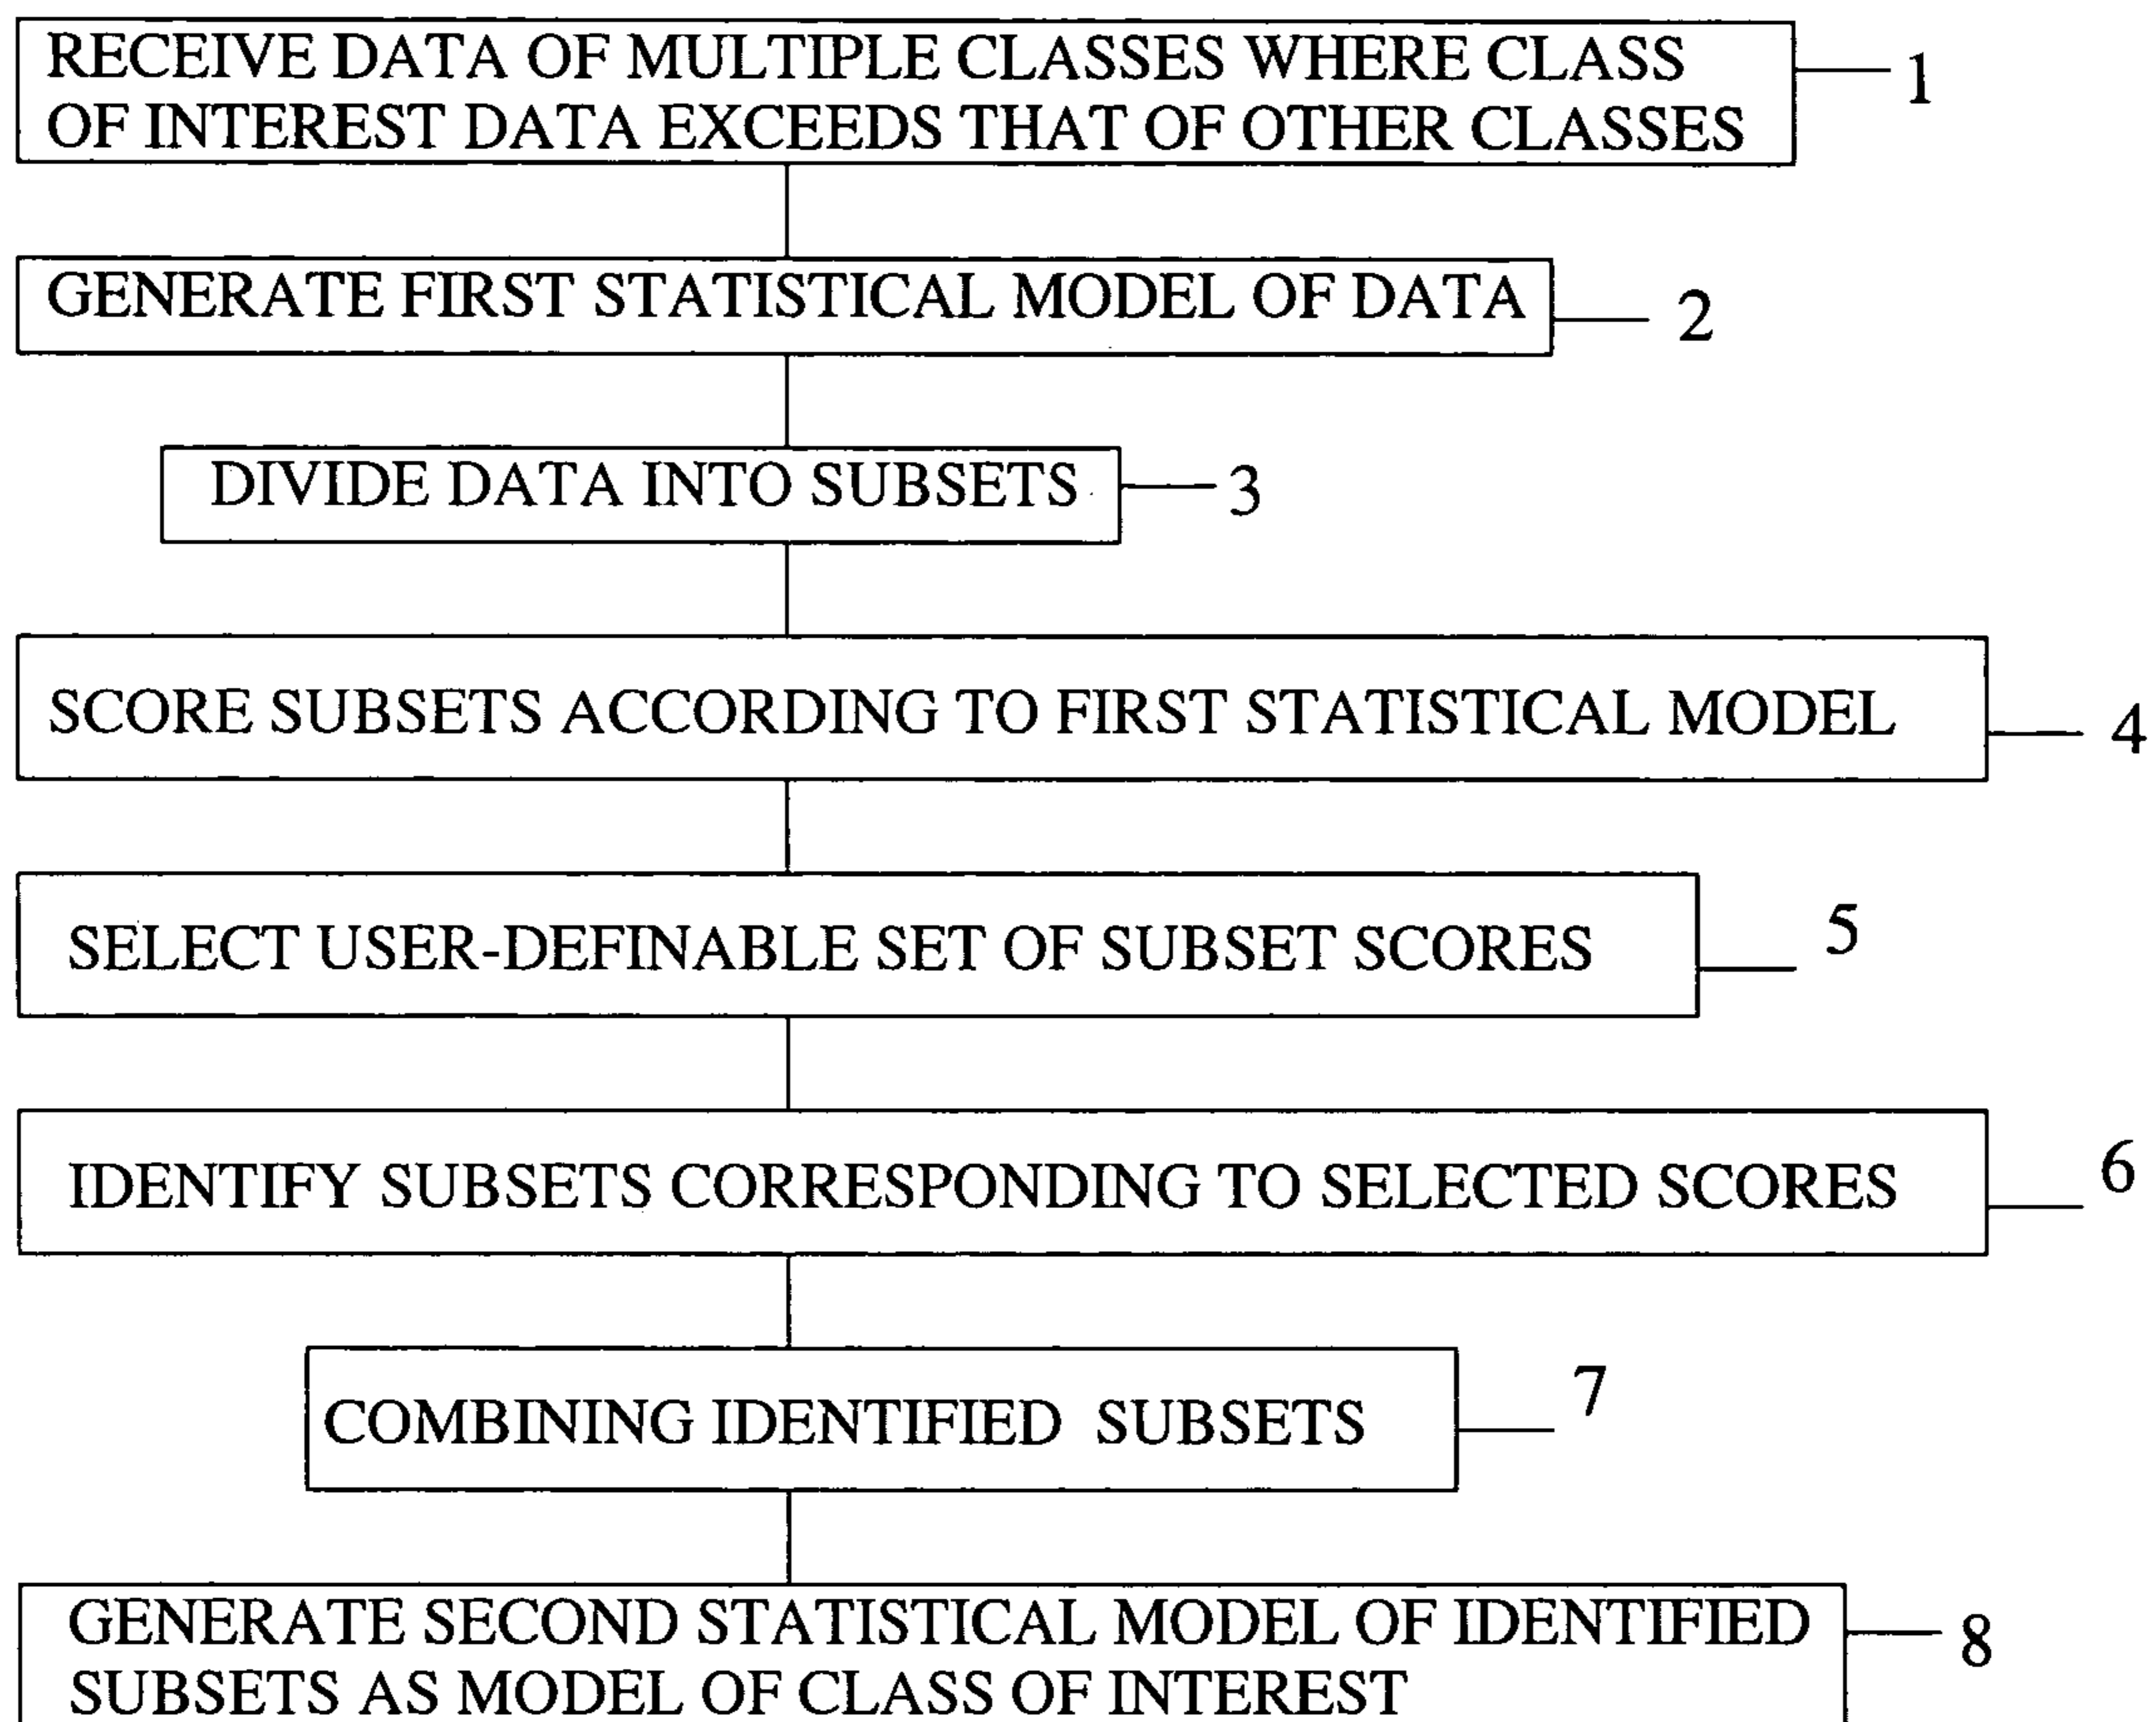 RECEIVE DATA OF MULTIPLE CLASSES WHERE CLASS
OF INTEREST DATA EXCEEDS THAT OF OTHER CLASSES
1
GENERATE FIRST STATISTICAL MODEL OF DATA
2
DIVIDE DATA INTO SUBSETS
3
SCORE SUBSETS ACCORDING TO FIRST STATISTICAL MODEL
4
SELECT USER-DEFINABLE SET OF SUBSET SCORES
5
IDENTIFY SUBSETS CORRESPONDING TO SELECTED SCORES
6
COMBINING IDENTIFIED SUBSETS
7
GENERATE SECOND STATISTICAL MODEL OF IDENTIFIED
SUBSETS AS MODEL OF CLASS OF INTEREST
8